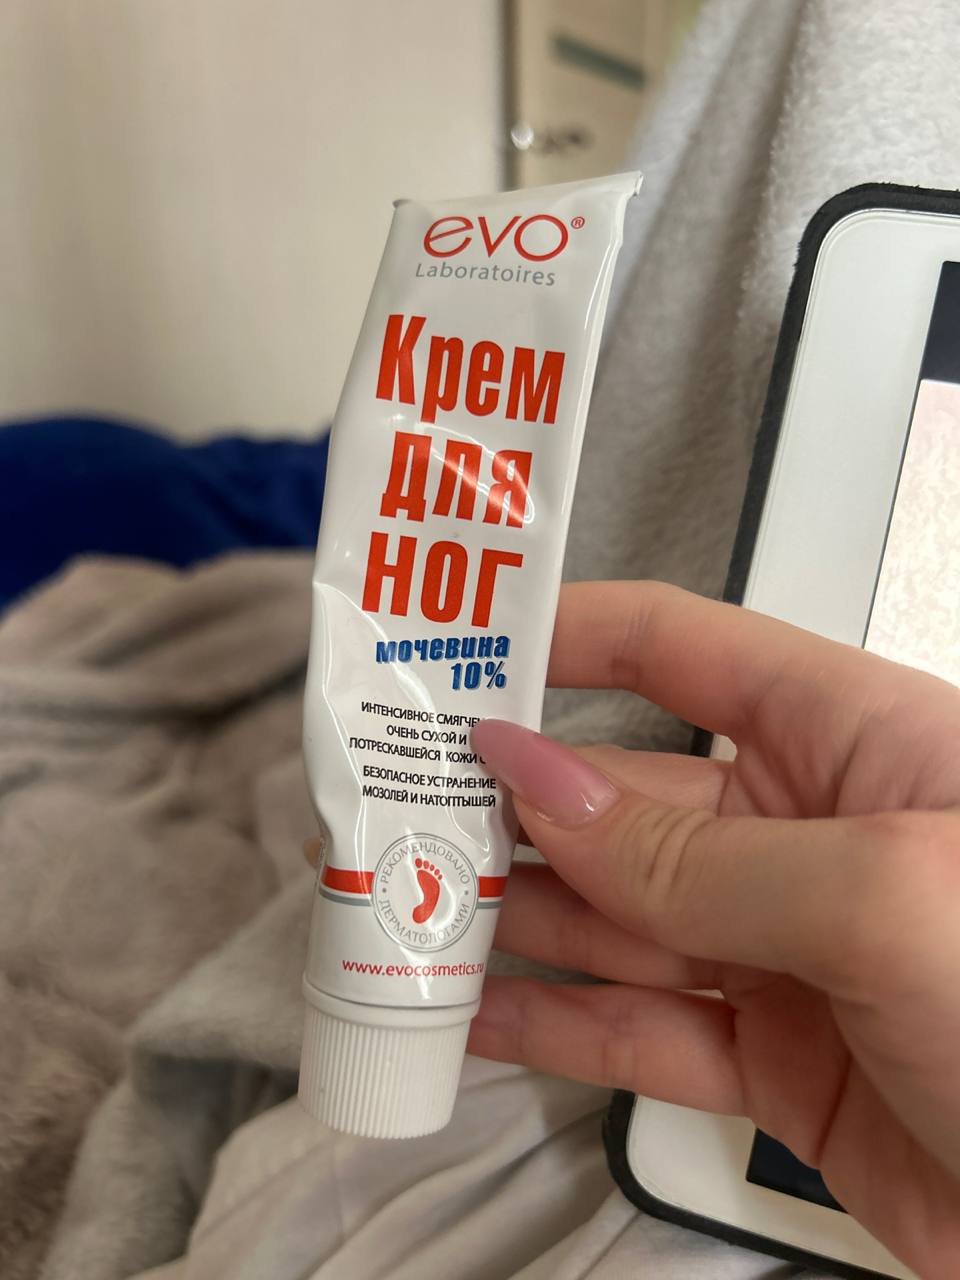 evo®
Laboratoires
Крем
для
ног
мочевина
10%
ИНТЕНСИВНОЕ
ОЧЕНЬ СУХОЙ И
ПОТРЕСКАВШЕЙСЯ КОЖИ
БЕЗОПАСНОЕ УСТРАНЕНИЕ
МОЗОЛЕЙ И НАТОПТЫШЕЙ
• РЕКОМЕНДОВАНО •
ДЕРМАТОЛОГАМИ
www.evocosmetics.ru